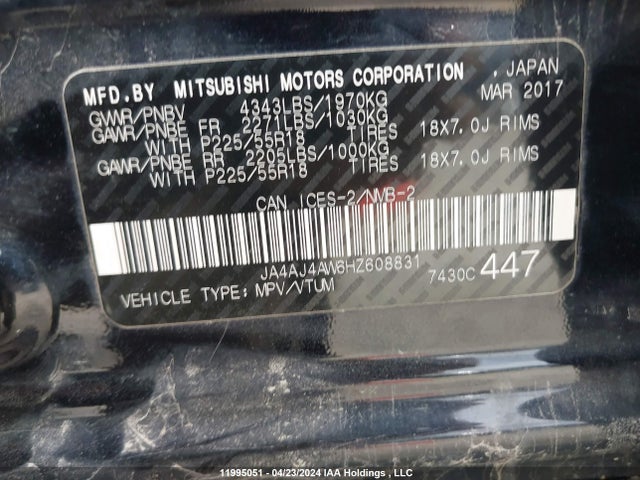 MFD.BY MITSUBISHI MOTORS CORPORATION , JAPAN
GVWR/PNBV 4343LBS/1970KG MAR 2017
GAWR/PNBE FR 2271LBS/1030KG
WITH P225/55R18 TIRES 18X7.0J RIMS
GAWR/PNBE RR 2205LBS/1000KG
WITH P225/55R18 TIRES 18X7.0J RIMS
CAN ICES-2/NMB-2
JA4AJ4AW6HZ608831
VEHICLE TYPE:MPV/VTUM 7430C 447
11995051 - 04/23/2024 IAA Holdings , LLC